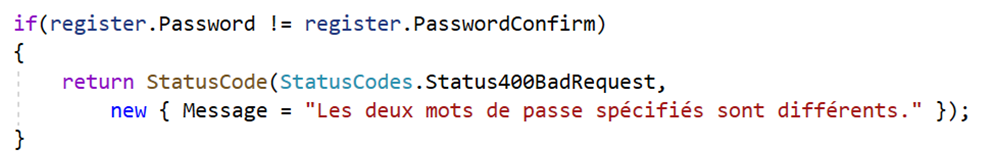 if(register.Password != register.PasswordConfirm)
{
    return StatusCode(StatusCodes.Status400BadRequest,
        new { Message = "Les deux mots de passe spécifiés sont différents." });
}